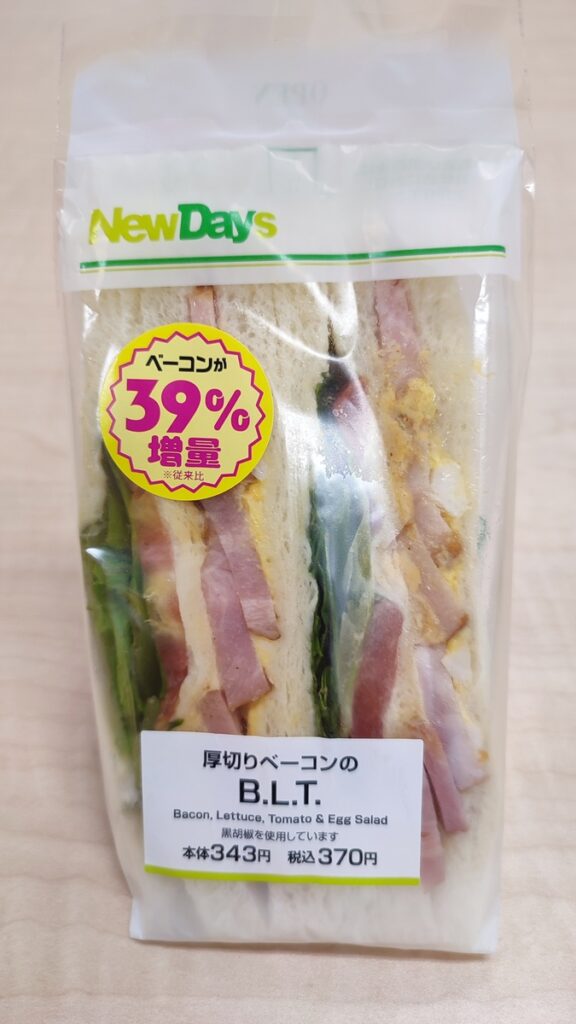 OPEN
NewDays
ベーコンが
39%
増量
※従来比
厚切りベーコンの
B.L.T.
Bacon, Lettuce, Tomato & Egg Salad
黒胡椒を使用しています
本体343円 税込370円